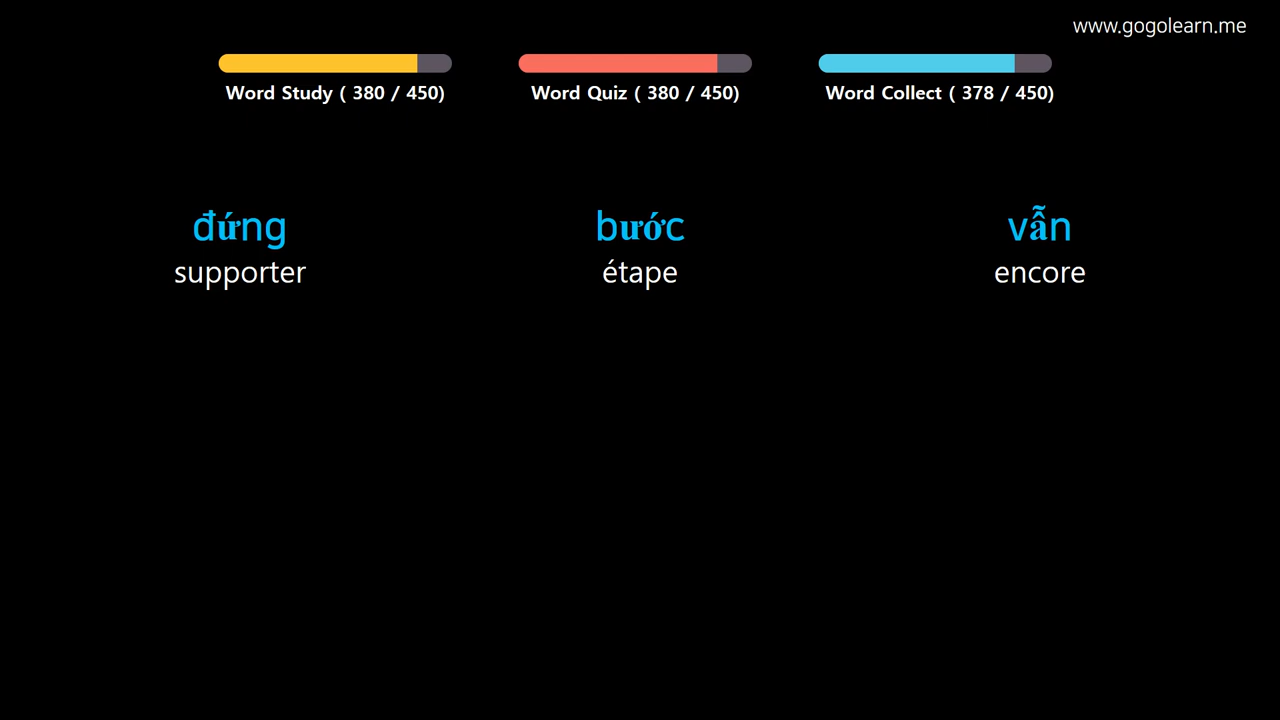 www.gogolearn.me
Word Study ( 380 / 450)
Word Quiz ( 380 / 450)
Word Collect ( 378 / 450)
đứng
bước
vẫn
supporter
étape
encore